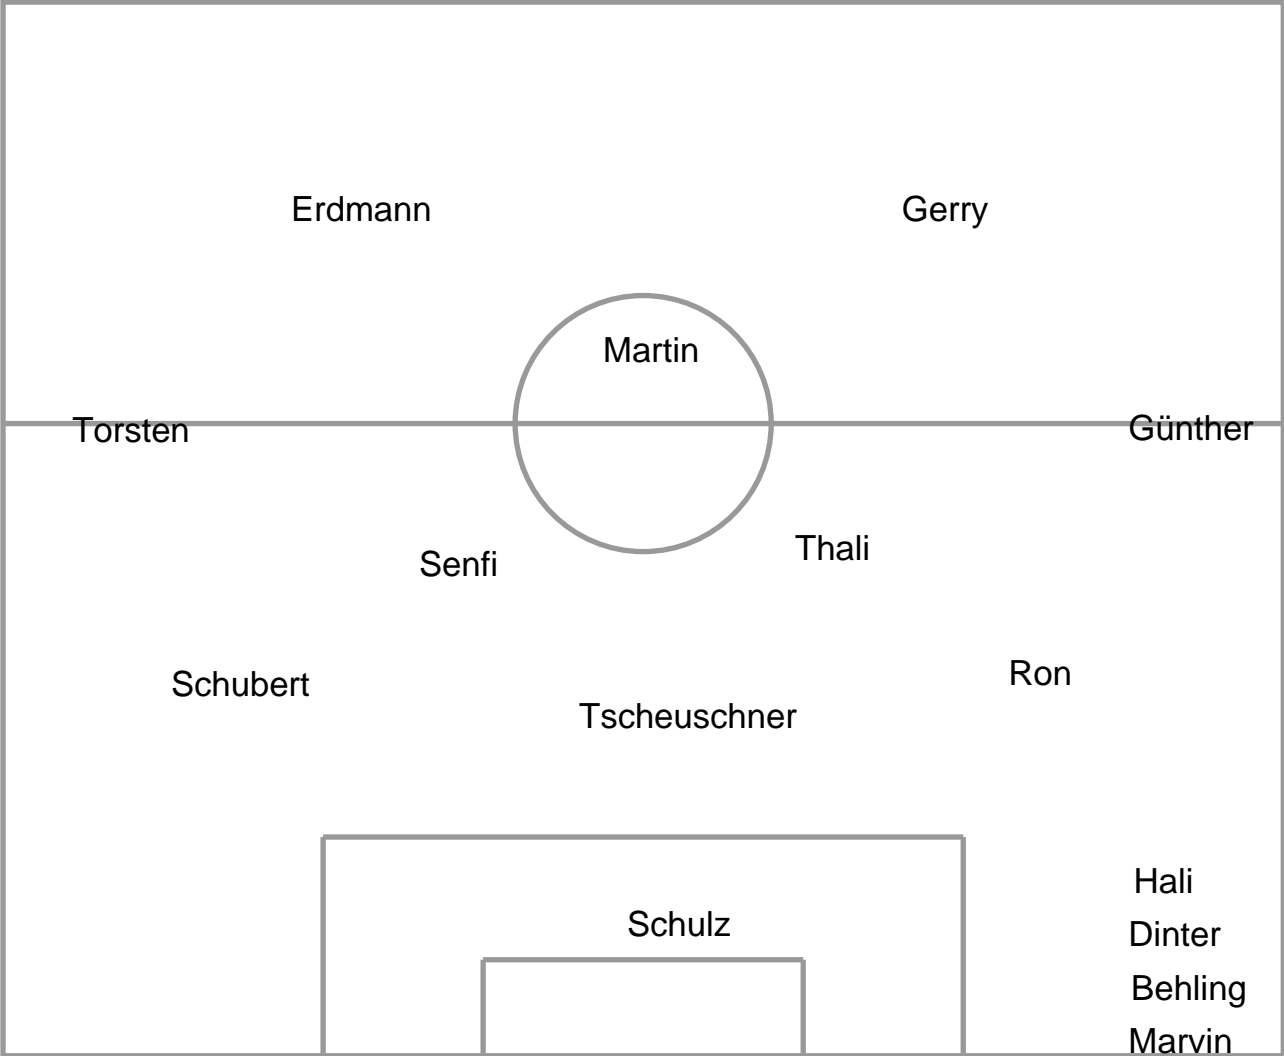 Erdmann Gerry
Martin
Torsten Günther
Senfi Thali
Schubert Ron
Tscheuschner
Hali
Schulz
Dinter
Behling
Marvin